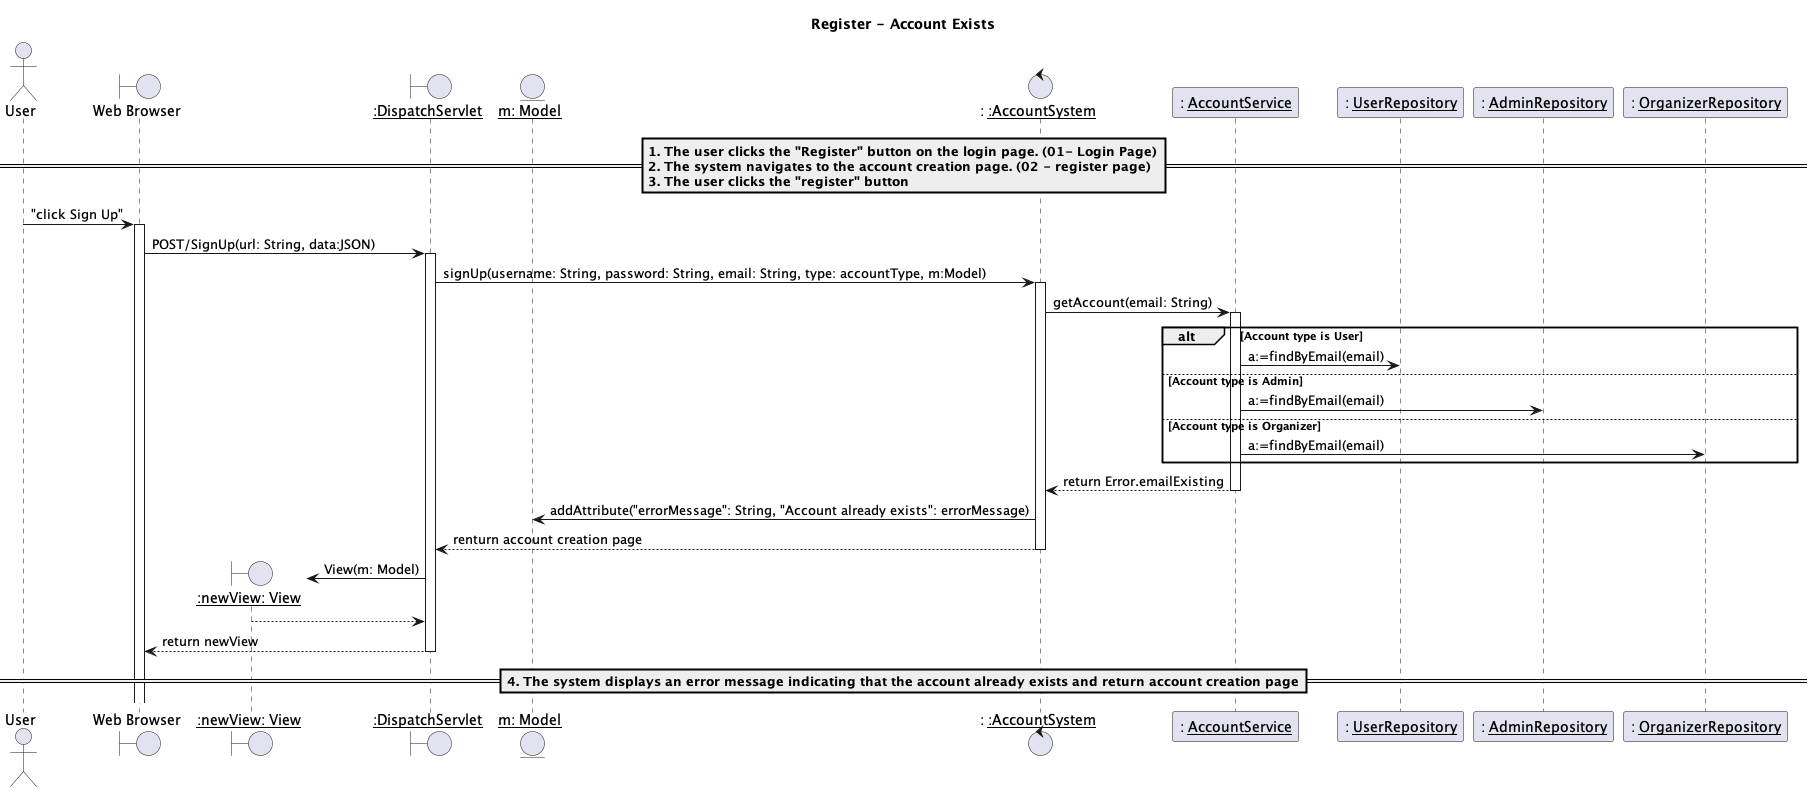 Register - Account Exists
User
Web Browser
:DispatchServlet
m: Model
: :AccountSystem
: AccountService
: UserRepository
: AdminRepository
: OrganizerRepository
1. The user clicks the "Register" button on the login page. (01- Login Page)
2. The system navigates to the account creation page. (02 - register page)
3. The user clicks the "register" button
"click Sign Up"
POST/SignUp(url: String, data:JSON)
signUp(username: String, password: String, email: String, type: accountType, m:Model)
getAccount(email: String)
alt
[Account type is User]
a:=findByEmail(email)
[Account type is Admin]
a:=findByEmail(email)
[Account type is Organizer]
a:=findByEmail(email)
return Error.emailExisting
addAttribute("errorMessage": String, "Account already exists": errorMessage)
renturn account creation page
View(m: Model)
:newView: View
return newView
4. The system displays an error message indicating that the account already exists and return account creation page
User
Web Browser
:newView: View
:DispatchServlet
m: Model
: :AccountSystem
: AccountService
: UserRepository
: AdminRepository
: OrganizerRepository